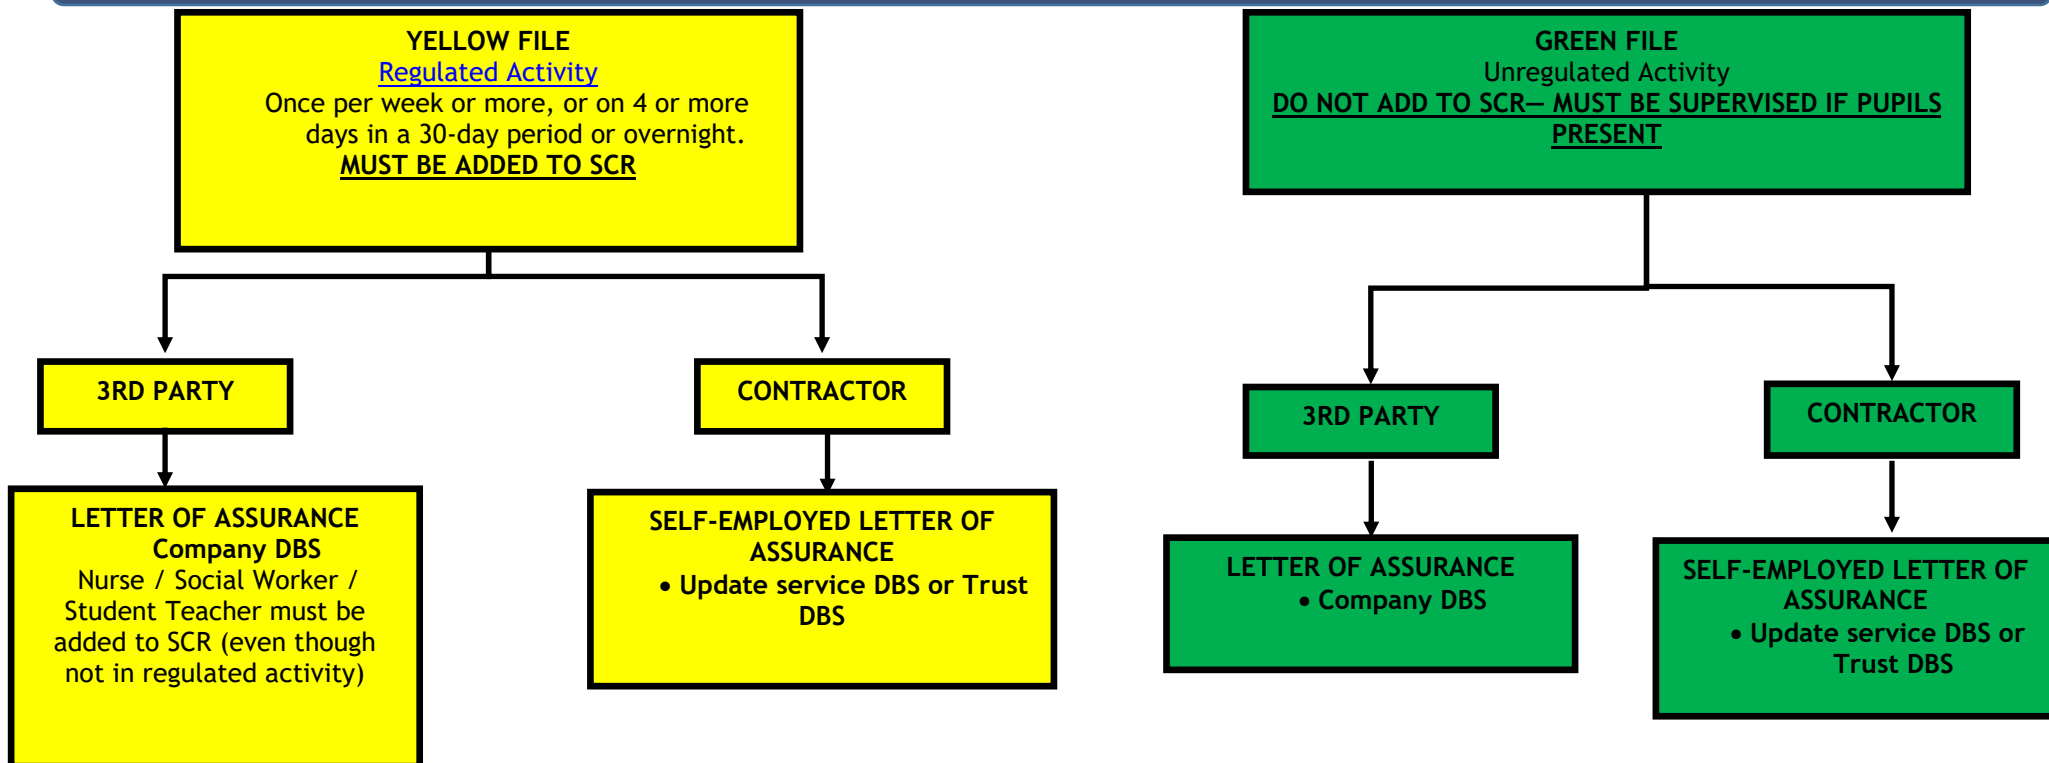 YELLOW FILE
Regulated Activity
Once per week or more, or on 4 or more
days in a 30-day period or overnight.
MUST BE ADDED TO SCR
GREEN FILE
Unregulated Activity
DO NOT ADD TO SCR— MUST BE SUPERVISED IF PUPILS
PRESENT
3RD PARTY
CONTRACTOR
3RD PARTY
CONTRACTOR
LETTER OF ASSURANCE
Company DBS
Nurse / Social Worker /
Student Teacher must be
added to SCR (even though
not in regulated activity)
SELF-EMPLOYED LETTER OF
ASSURANCE
• Update service DBS or Trust
DBS
LETTER OF ASSURANCE
• Company DBS
SELF-EMPLOYED LETTER OF
ASSURANCE
• Update service DBS or
Trust DBS